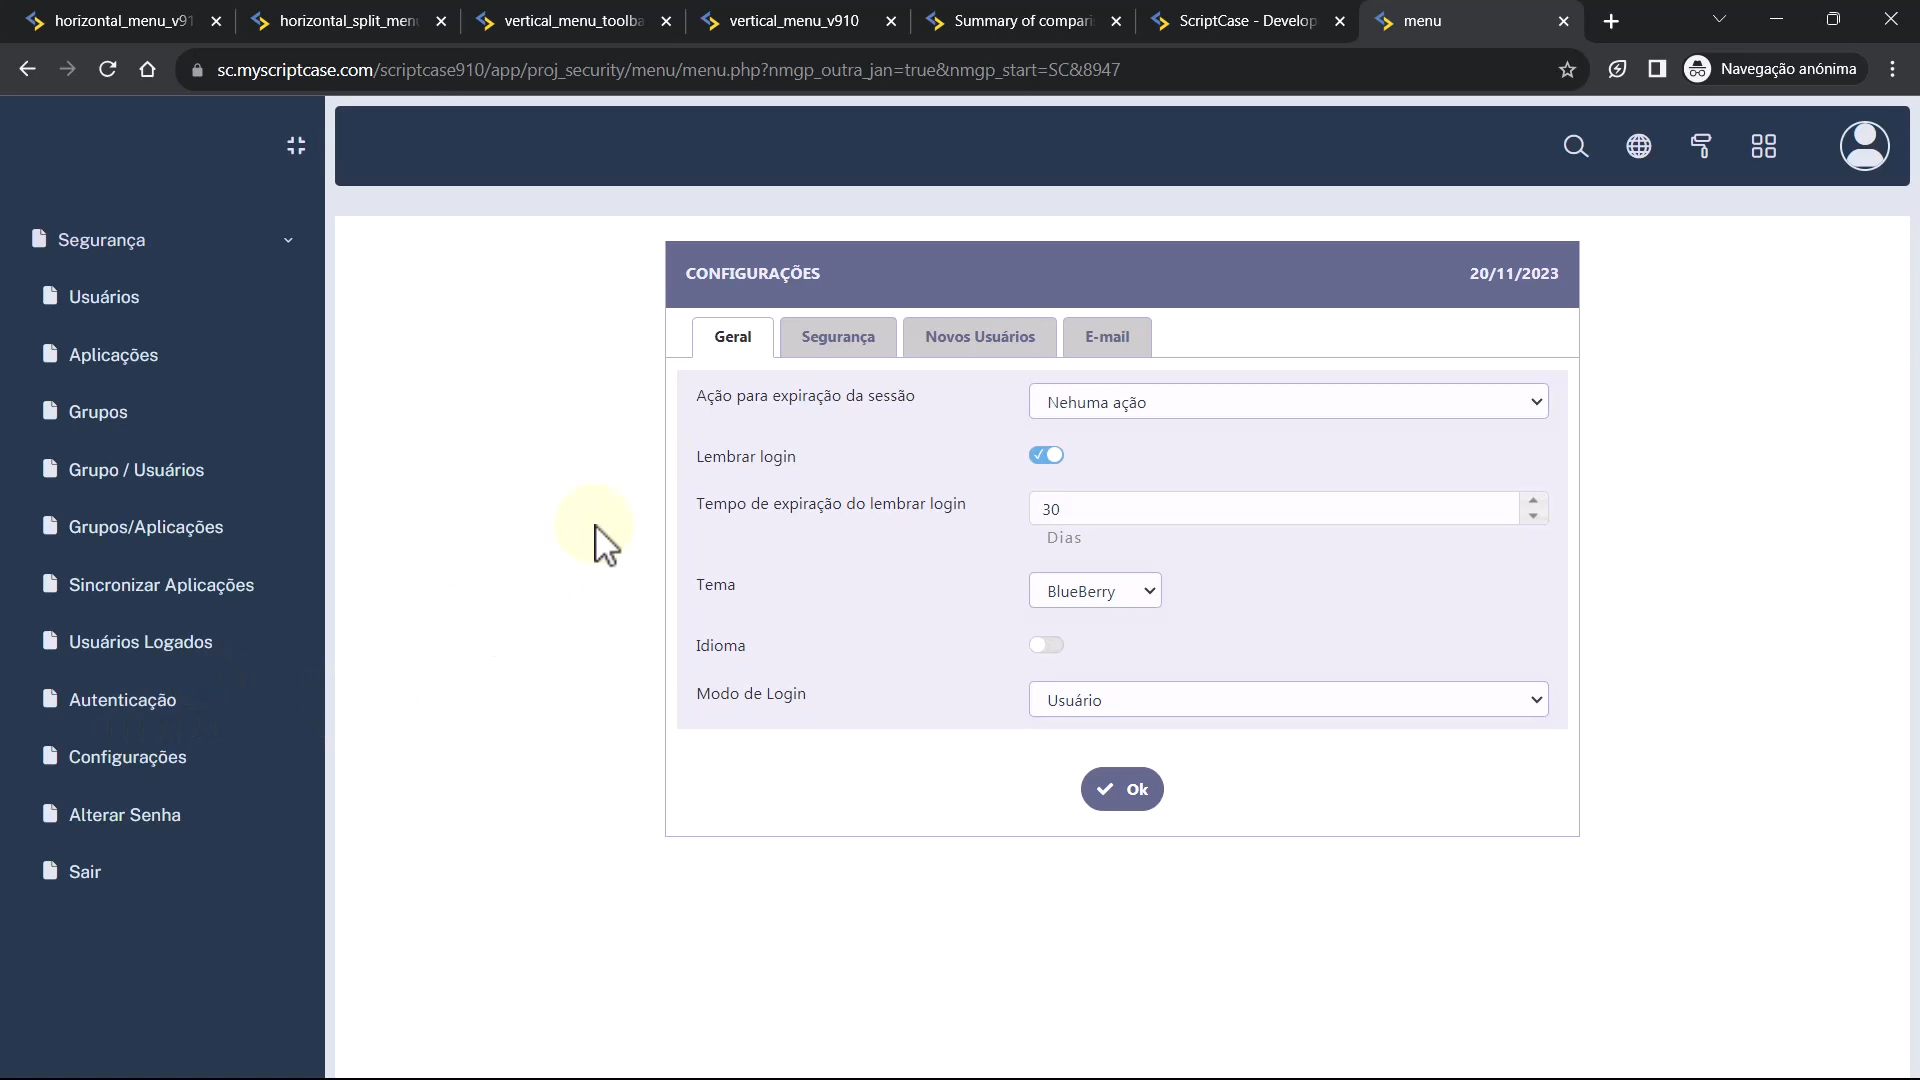 horizontal_menu_v91
horizontal_split_men
vertical_menu_toolba
vertical_menu_v910
Summary of compari
ScriptCase - Develop
menu
sc.myscriptcase.com/scriptcase910/app/proj_security/menu/menu.php?nmgp_outra_jan=true&nmgp_start=SC&8947
Navegação anónima
Segurança
Usuários
Aplicações
Grupos
Grupo / Usuários
Grupos/Aplicações
Sincronizar Aplicações
Usuários Logados
Autenticação
Configurações
Alterar Senha
Sair
CONFIGURAÇÕES 20/11/2023
Geral Segurança Novos Usuários E-mail
Ação para expiração da sessão Nehuma ação
Lembrar login
Tempo de expiração do lembrar login 30
Dias
Tema BlueBerry
Idioma
Modo de Login Usuário
Ok